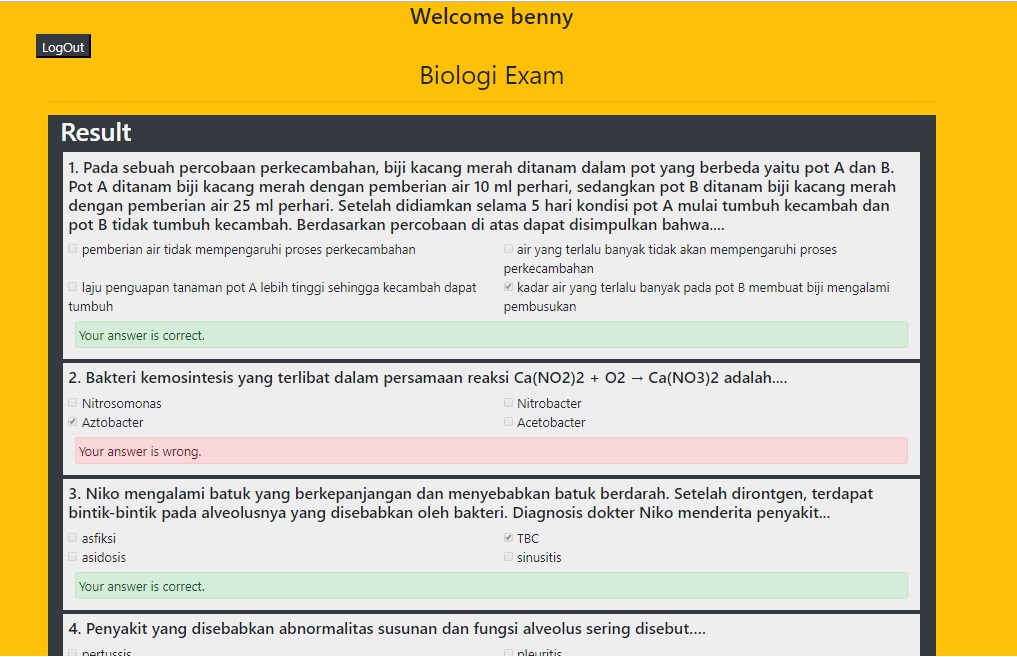 Welcome benny
LogOut
Biologi Exam
Result
1. Pada sebuah percobaan perkecambahan, biji kacang merah ditanam dalam pot yang berbeda yaitu pot A dan B.
Pot A ditanam biji kacang merah dengan pemberian air 10 ml perhari, sedangkan pot B ditanam biji kacang merah
dengan pemberian air 25 ml perhari. Setelah didiamkan selama 5 hari kondisi pot A mulai tumbuh kecambah dan
pot B tidak tumbuh kecambah. Berdasarkan percobaan di atas dapat disimpulkan bahwa....
pemberian air tidak mempengaruhi proses perkecambahan
air yang terlalu banyak tidak akan mempengaruhi proses
perkecambahan
laju penguapan tanaman pot A lebih tinggi sehingga kecambah dapat
tumbuh
kadar air yang terlalu banyak pada pot B membuat biji mengalami
pembusukan
Your answer is correct.
2. Bakteri kemosintesis yang terlibat dalam persamaan reaksi Ca(NO2)2 + O2 → Ca(NO3)2 adalah....
Nitrosomonas
Nitrobacter
Aztobacter
Acetobacter
Your answer is wrong.
3. Niko mengalami batuk yang berkepanjangan dan menyebabkan batuk berdarah. Setelah dirontgen, terdapat
bintik-bintik pada alveolusnya yang disebabkan oleh bakteri. Diagnosis dokter Niko menderita penyakit...
asfiksi
TBC
asidosis
sinusitis
Your answer is correct.
4. Penyakit yang disebabkan abnormalitas susunan dan fungsi alveolus sering disebut....
pertussis
pleuritis